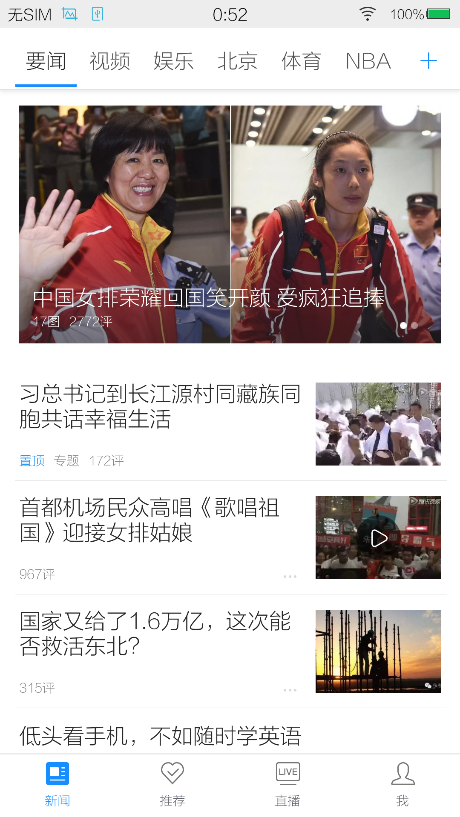 无SIM 0:52 100%
要闻 视频 娱乐 北京 体育 NBA +
中国女排荣耀回国笑开颜 爱疯狂追捧
17图 2772评
习总书记到长江源村同藏族同
胞共话幸福生活
置顶 专题 172评
首都机场民众高唱《歌唱祖
国》迎接女排姑娘
967评
国家又给了1.6万亿，这次能
否救活东北？
315评
低头看手机，不如随时学英语
LIVE
新闻 推荐 直播 我